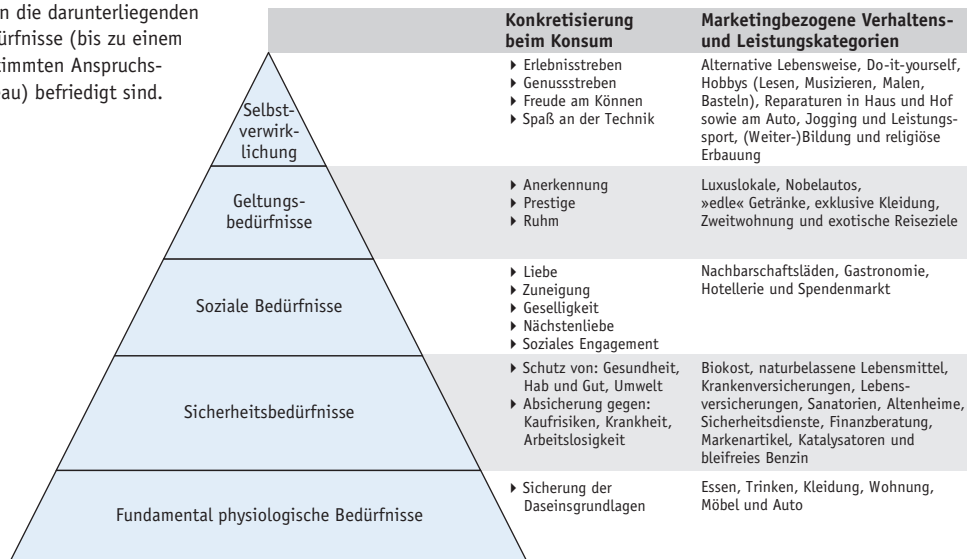 n die darunterliegenden
ürfnisse (bis zu einem
timmten Anspruchs-
eau) befriedigt sind.
Konkretisierung
beim Konsum
Marketingbezogene Verhaltens-
und Leistungskategorien
Selbst-
verwirk-
lichung
Erlebnisstreben
Genussstreben
Freude am Können
Spaß an der Technik
Alternative Lebensweise, Do-it-yourself,
Hobbys (Lesen, Musizieren, Malen,
Basteln), Reparaturen in Haus und Hof
sowie am Auto, Jogging und Leistungs-
sport, (Weiter-)Bildung und religiöse
Erbauung
Geltungs-
bedürfnisse
Anerkennung
Prestige
Ruhm
Luxuslokale, Nobelautos,
»edle« Getränke, exklusive Kleidung,
Zweitwohnung und exotische Reiseziele
Soziale Bedürfnisse
Liebe
Zuneigung
Geselligkeit
Nächstenliebe
Soziales Engagement
Nachbarschaftsläden, Gastronomie,
Hotellerie und Spendenmarkt
Sicherheitsbedürfnisse
Schutz von: Gesundheit,
Hab und Gut, Umwelt
Absicherung gegen:
Kaufrisiken, Krankheit,
Arbeitslosigkeit
Biokost, naturbelassene Lebensmittel,
Krankenversicherungen, Lebens-
versicherungen, Sanatorien, Altenheime,
Sicherheitsdienste, Finanzberatung,
Markenartikel, Katalysatoren und
bleifreies Benzin
Fundamental physiologische Bedürfnisse
Sicherung der
Daseinsgrundlagen
Essen, Trinken, Kleidung, Wohnung,
Möbel und Auto